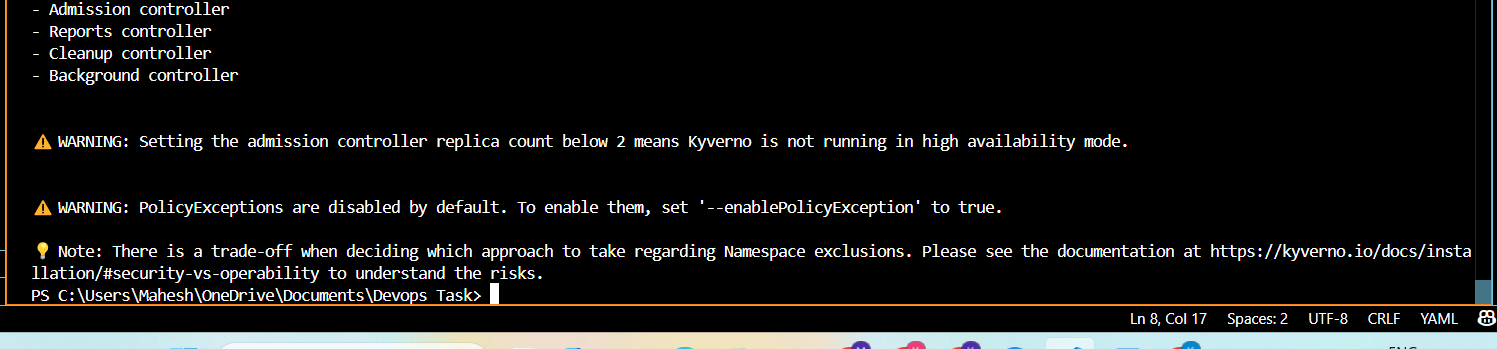 - Admission controller
- Reports controller
- Cleanup controller
- Background controller
⚠️ WARNING: Setting the admission controller replica count below 2 means Kyverno is not running in high availability mode.
⚠️ WARNING: PolicyExceptions are disabled by default. To enable them, set '--enablePolicyException' to true.
💡 Note: There is a trade-off when deciding which approach to take regarding Namespace exclusions. Please see the documentation at https://kyverno.io/docs/insta
llation/#security-vs-operability to understand the risks.
PS C:\Users\Mahesh\OneDrive\Documents\Devops Task>
Ln 8, Col 17 Spaces: 2 UTF-8 CRLF YAML